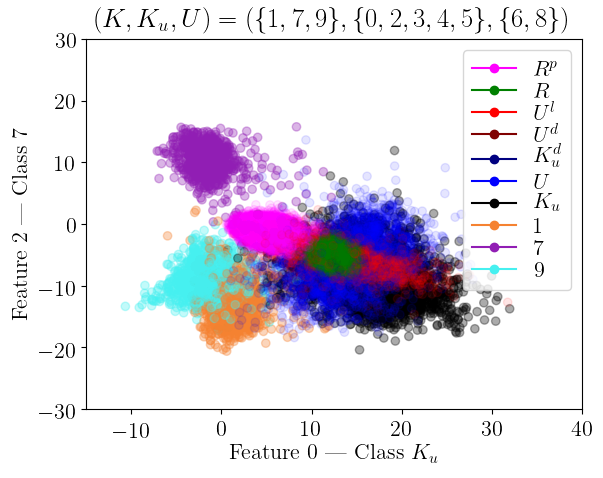 (K, K_u, U) = ({1, 7, 9}, {0, 2, 3, 4, 5}, {6, 8})
30
20
10
0
−10
−20
−30
Feature 2 — Class 7
−10
0
10
20
30
40
Feature 0 — Class K_u
R^p
R
U^l
U^d
K_u^d
U
K_u
1
7
9